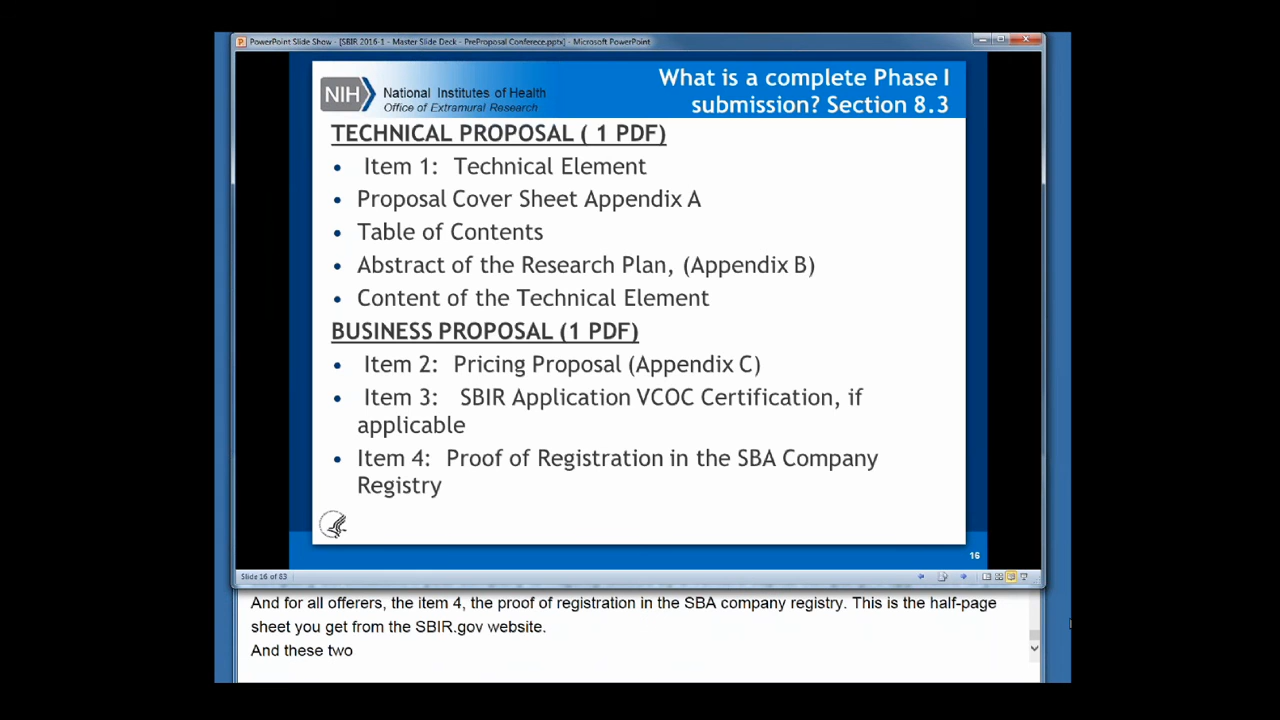 PowerPoint Slide Show - [SBIR 2016-1 - Master Slide Deck - PreProposal Conferece.pptx] - Microsoft PowerPoint
NIH
National Institutes of Health
Office of Extramural Research
What is a complete Phase I
submission? Section 8.3
TECHNICAL PROPOSAL ( 1 PDF)
• Item 1: Technical Element
• Proposal Cover Sheet Appendix A
• Table of Contents
• Abstract of the Research Plan, (Appendix B)
• Content of the Technical Element
BUSINESS PROPOSAL (1 PDF)
• Item 2: Pricing Proposal (Appendix C)
• Item 3: SBIR Application VCOC Certification, if
applicable
• Item 4: Proof of Registration in the SBA Company
Registry
16
Slide 16 of 83
And for all offerers, the item 4, the proof of registration in the SBA company registry. This is the half-page
sheet you get from the SBIR.gov website.
And these two